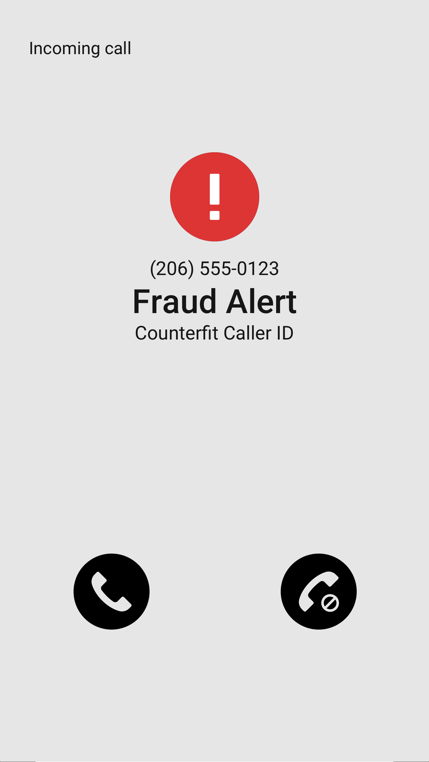 Incoming call
(206) 555-0123
Fraud Alert
Counterfit Caller ID